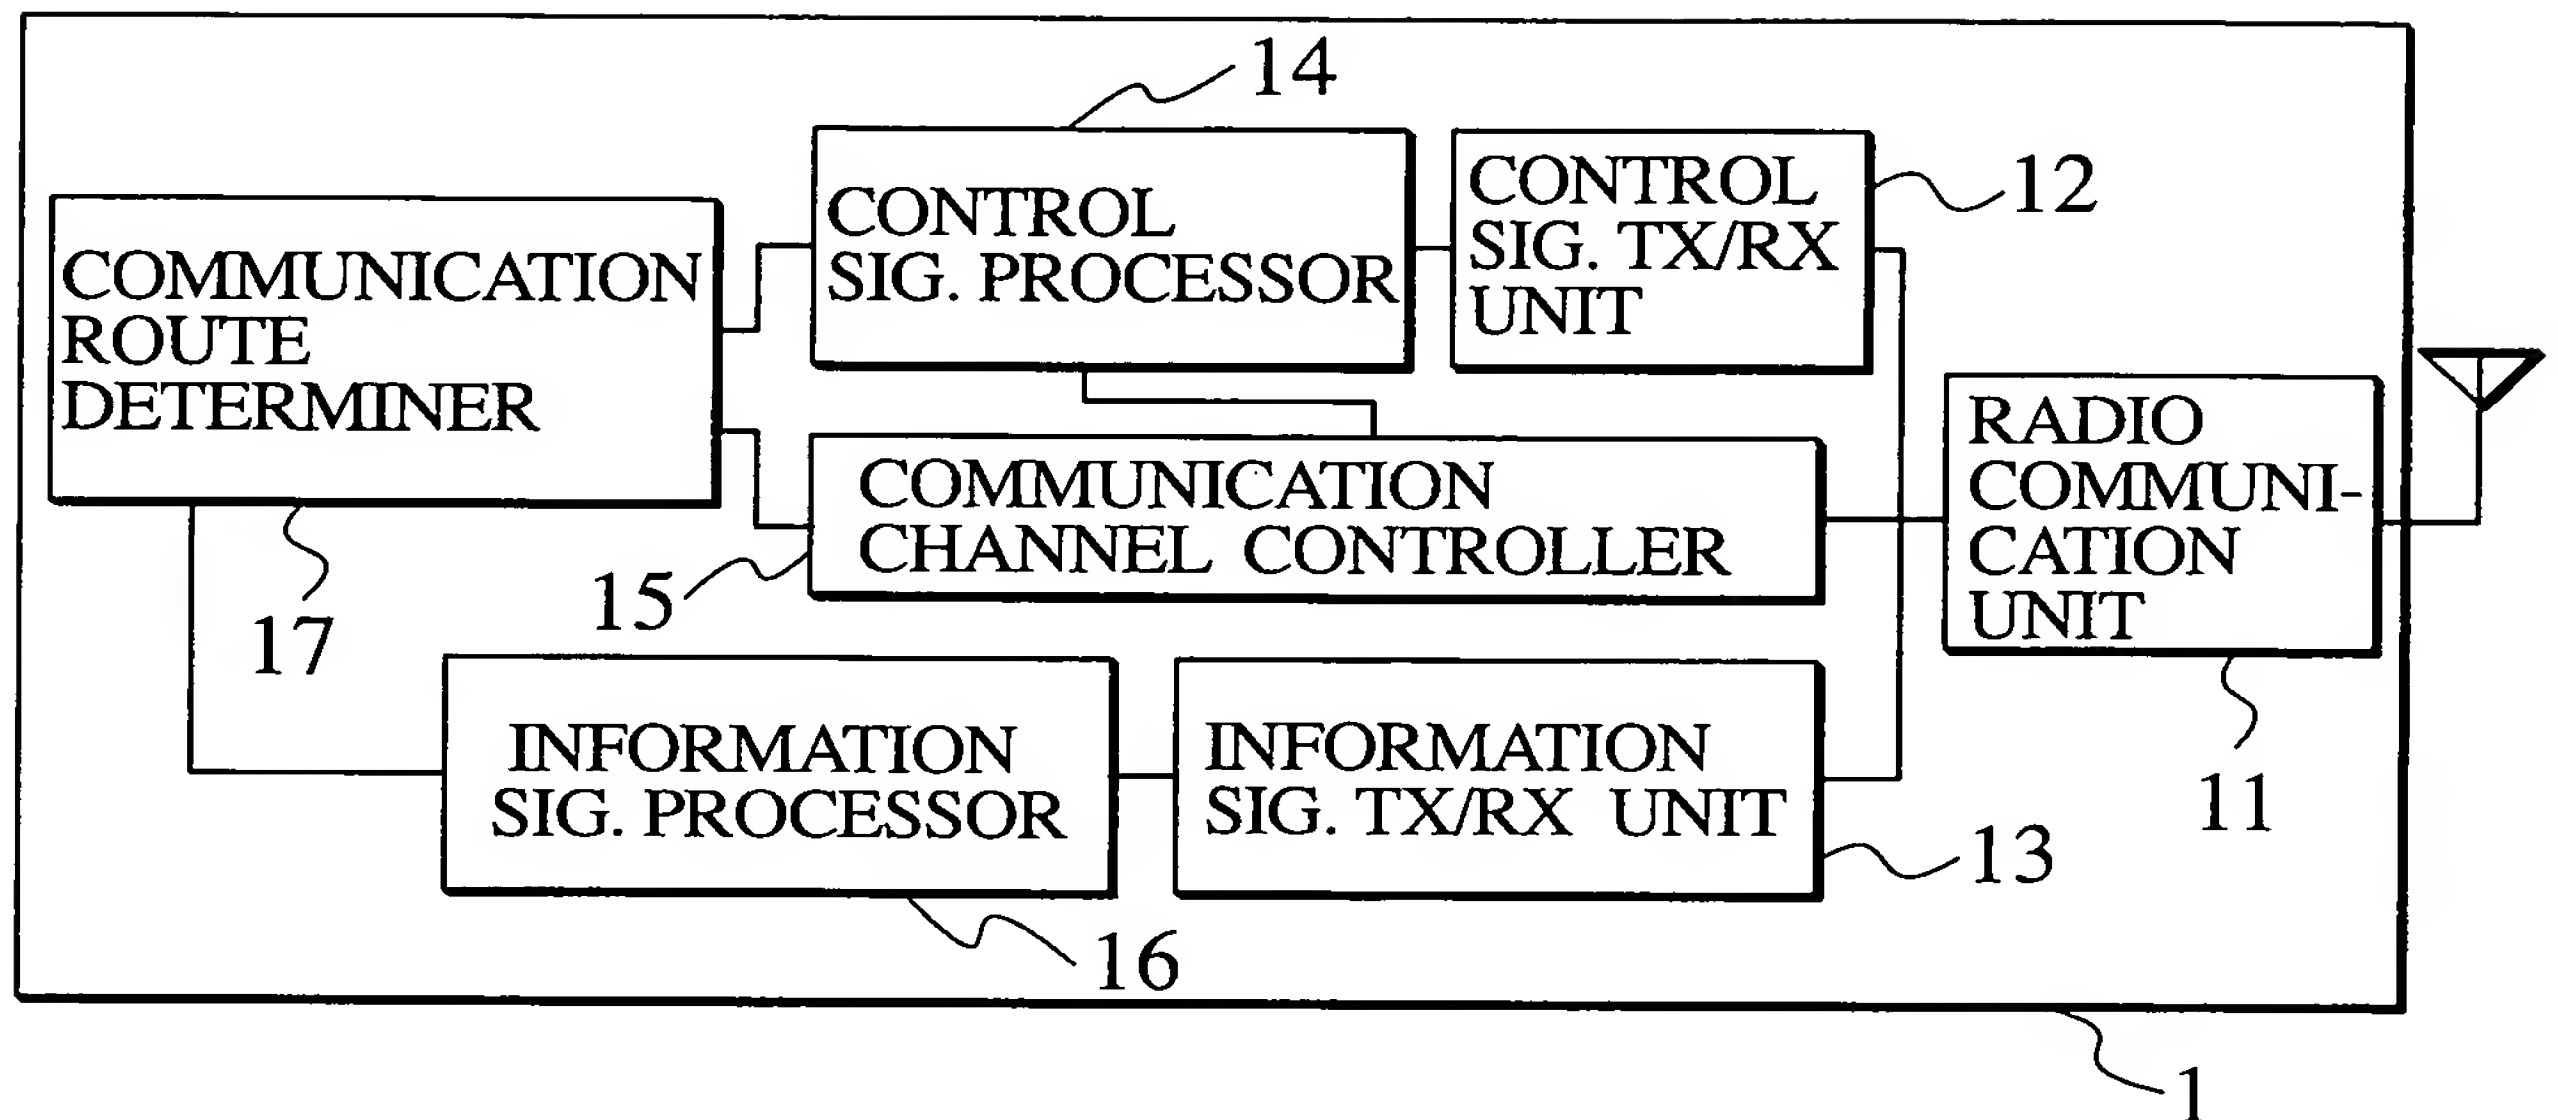 14
CONTROL
SIG. PROCESSOR
CONTROL
SIG. TX/RX
UNIT
12
COMMUNICATION
ROUTE
DETERMINER
17
COMMUNICATION
CHANNEL CONTROLLER
15
RADIO
COMMUNI-
CATION
UNIT
11
INFORMATION
SIG. PROCESSOR
16
INFORMATION
SIG. TX/RX UNIT
13
1